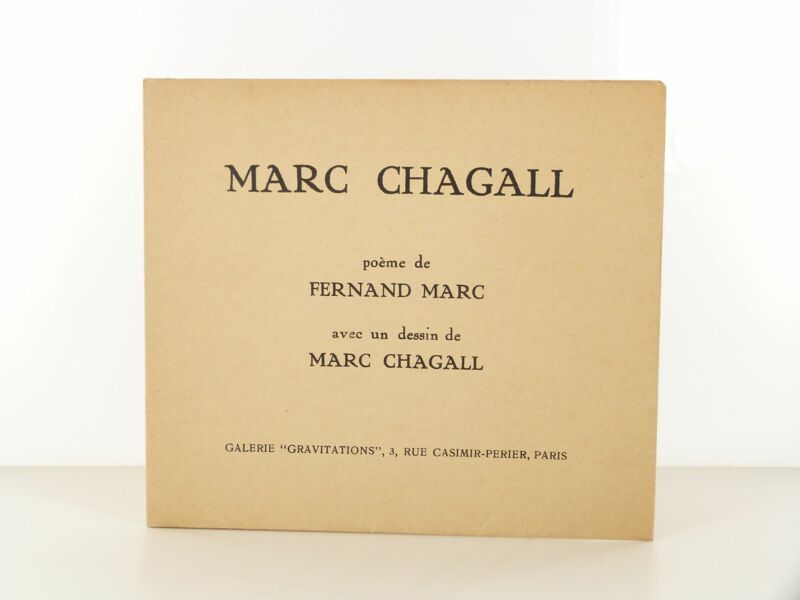 MARC CHAGALL
poème de
FERNAND MARC
avec un dessin de
MARC CHAGALL
GALERIE "GRAVITATIONS", 3, RUE CASIMIR-PERIER, PARIS